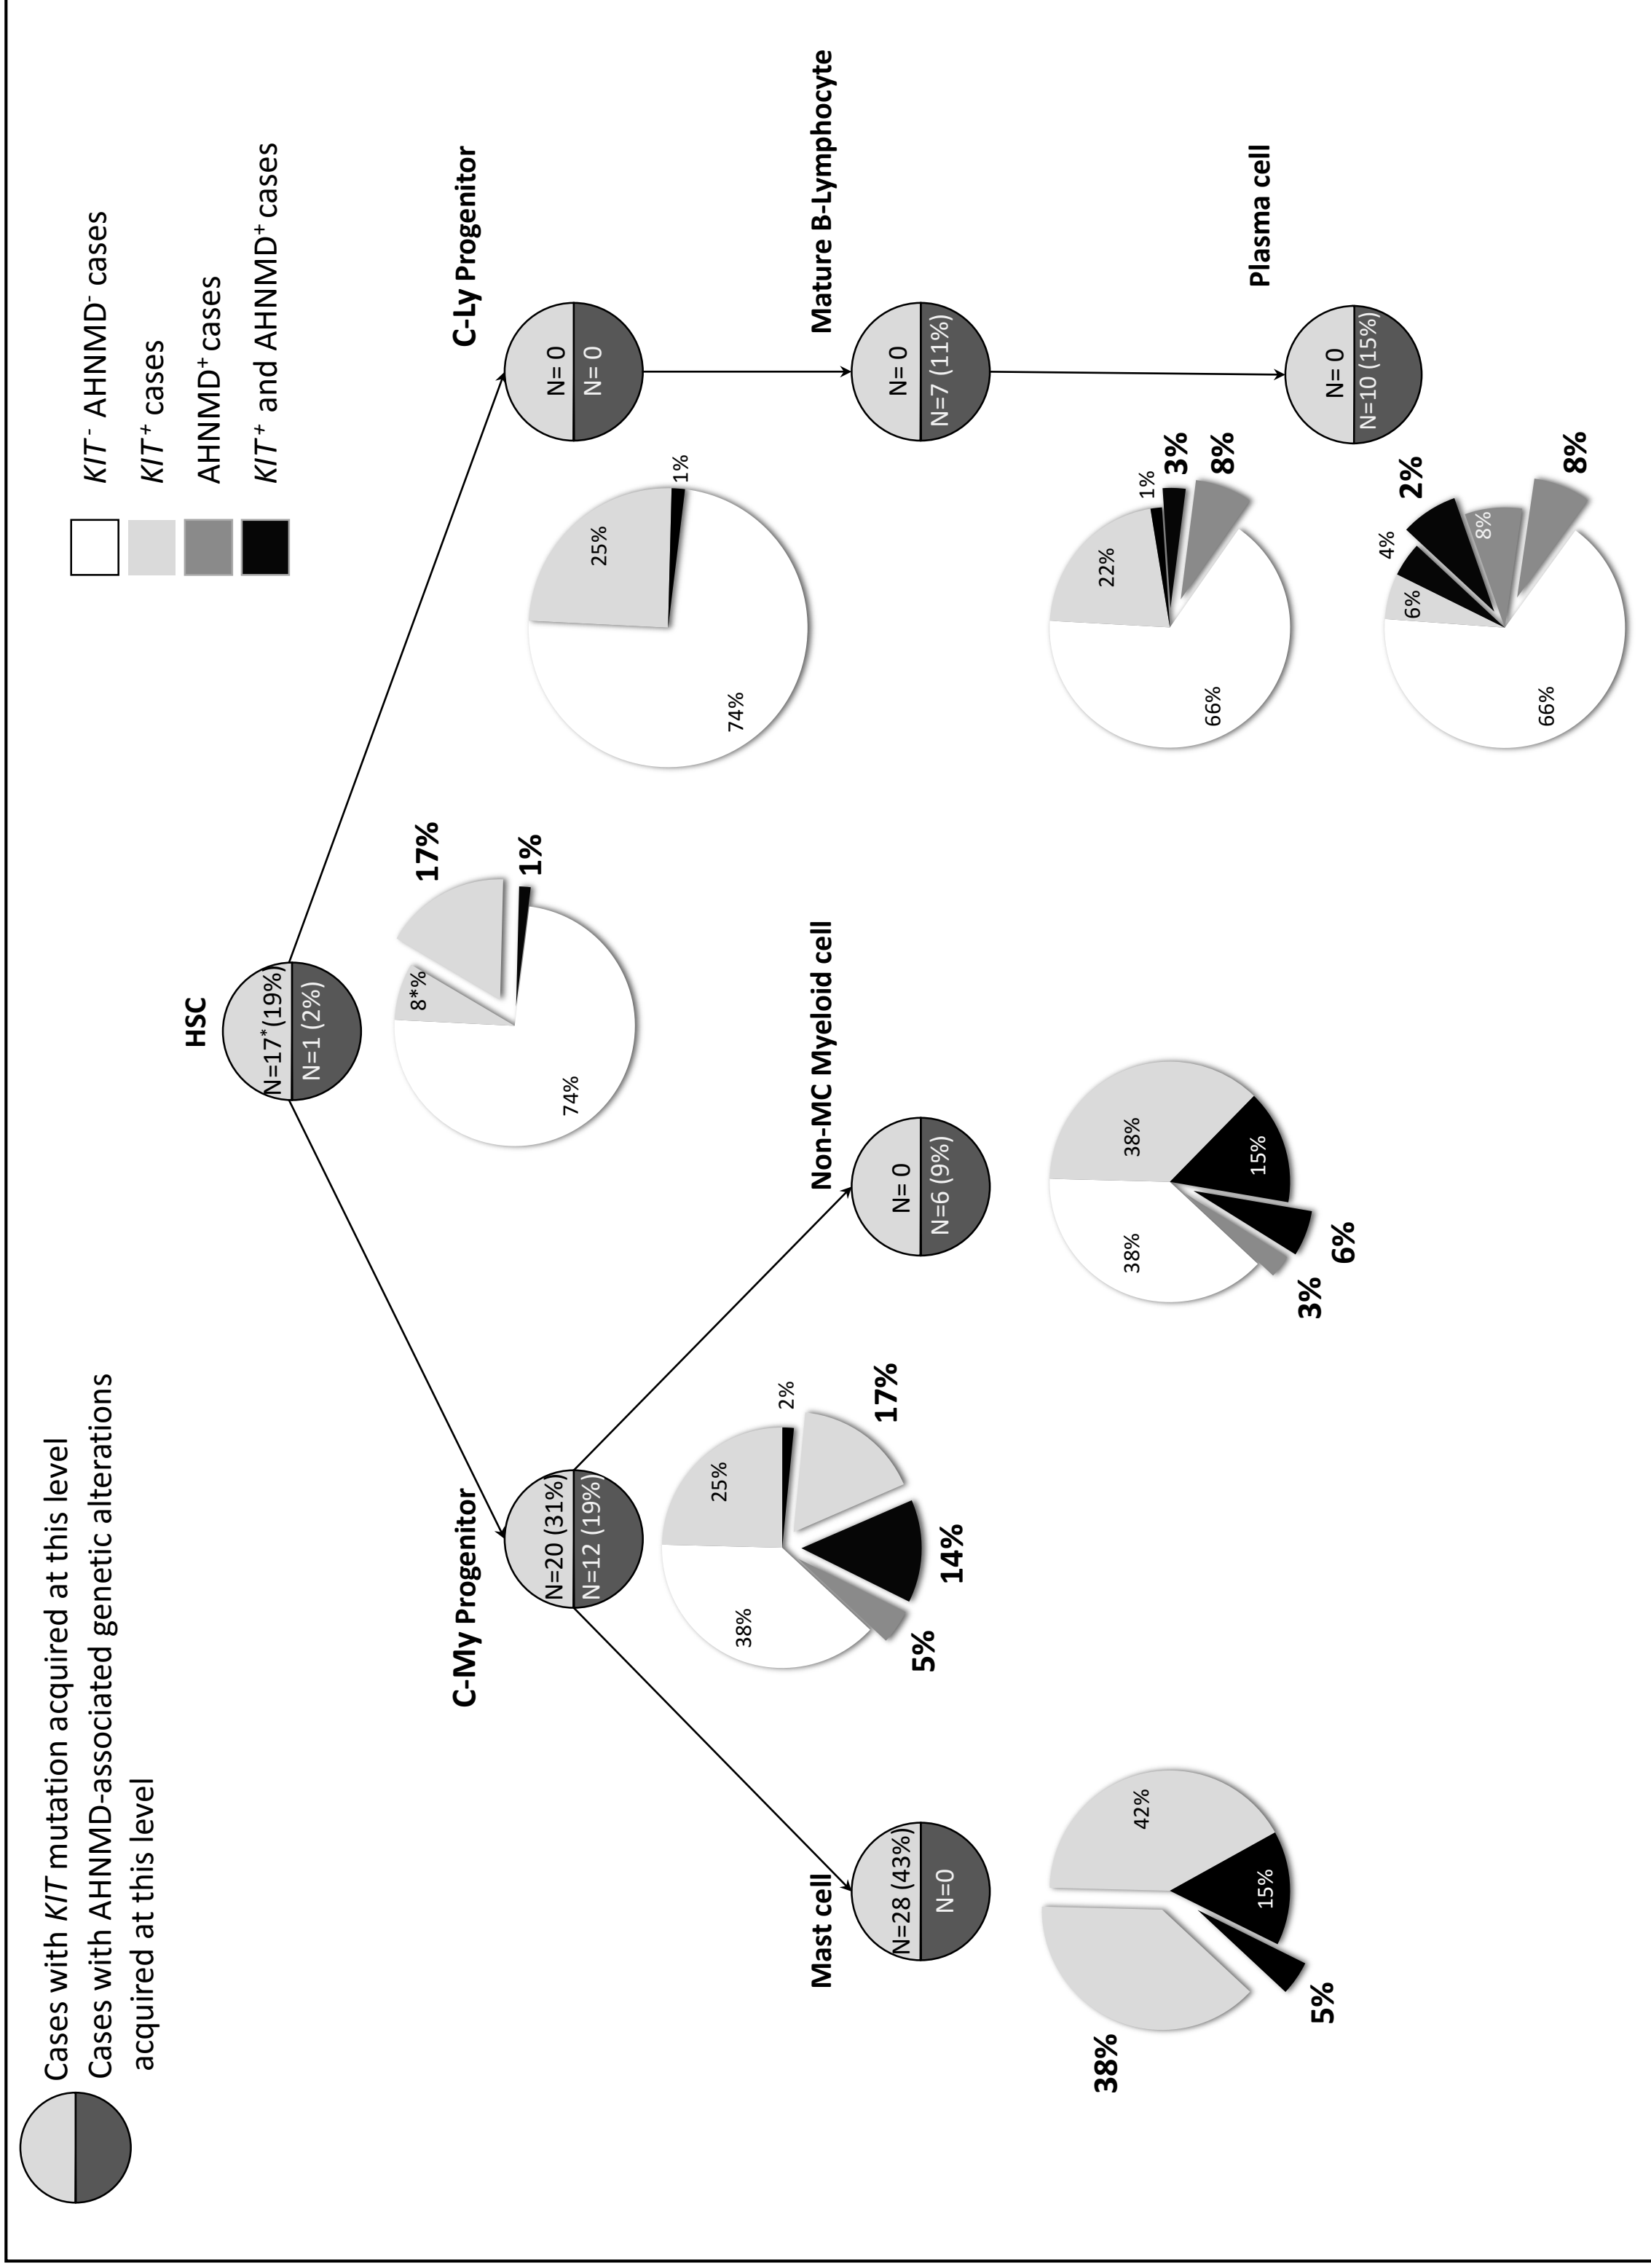 Cases with KIT mutation acquired at this level
Cases with AHNMD-associated genetic alterations
acquired at this level
KIT- AHNMD- cases
KIT+ cases
AHNMD+ cases
KIT+ and AHNMD+ cases
HSC
N=17*(19%)
N=1 (2%)
8*%
17%
1%
74%
C-My Progenitor
N=20 (31%)
N=12 (19%)
25%
2%
17%
14%
5%
38%
C-Ly Progenitor
N= 0
N= 0
25%
1%
74%
Mast cell
N=28 (43%)
N=0
38%
42%
15%
5%
Non-MC Myeloid cell
N= 0
N=6 (9%)
38%
38%
15%
6%
3%
Mature B-Lymphocyte
N= 0
N=7 (11%)
22%
1%
3%
8%
66%
Plasma cell
N= 0
N=10 (15%)
6%
4%
2%
8%
8%
66%